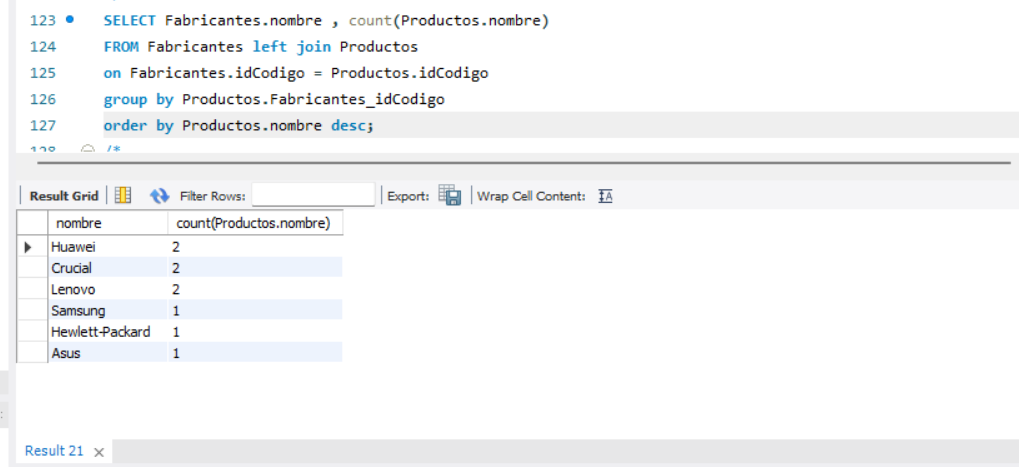 123 SELECT Fabricantes.nombre , count(Productos.nombre)
124 FROM Fabricantes left join Productos
125 on Fabricantes.idCodigo = Productos.idCodigo
126 group by Productos.Fabricantes_idCodigo
127 order by Productos.nombre desc;
128 /*
Result Grid Filter Rows: Export: Wrap Cell Content:
nombre count(Productos.nombre)
Huawei 2
Crucial 2
Lenovo 2
Samsung 1
Hewlett-Packard 1
Asus 1
Result 21 ×